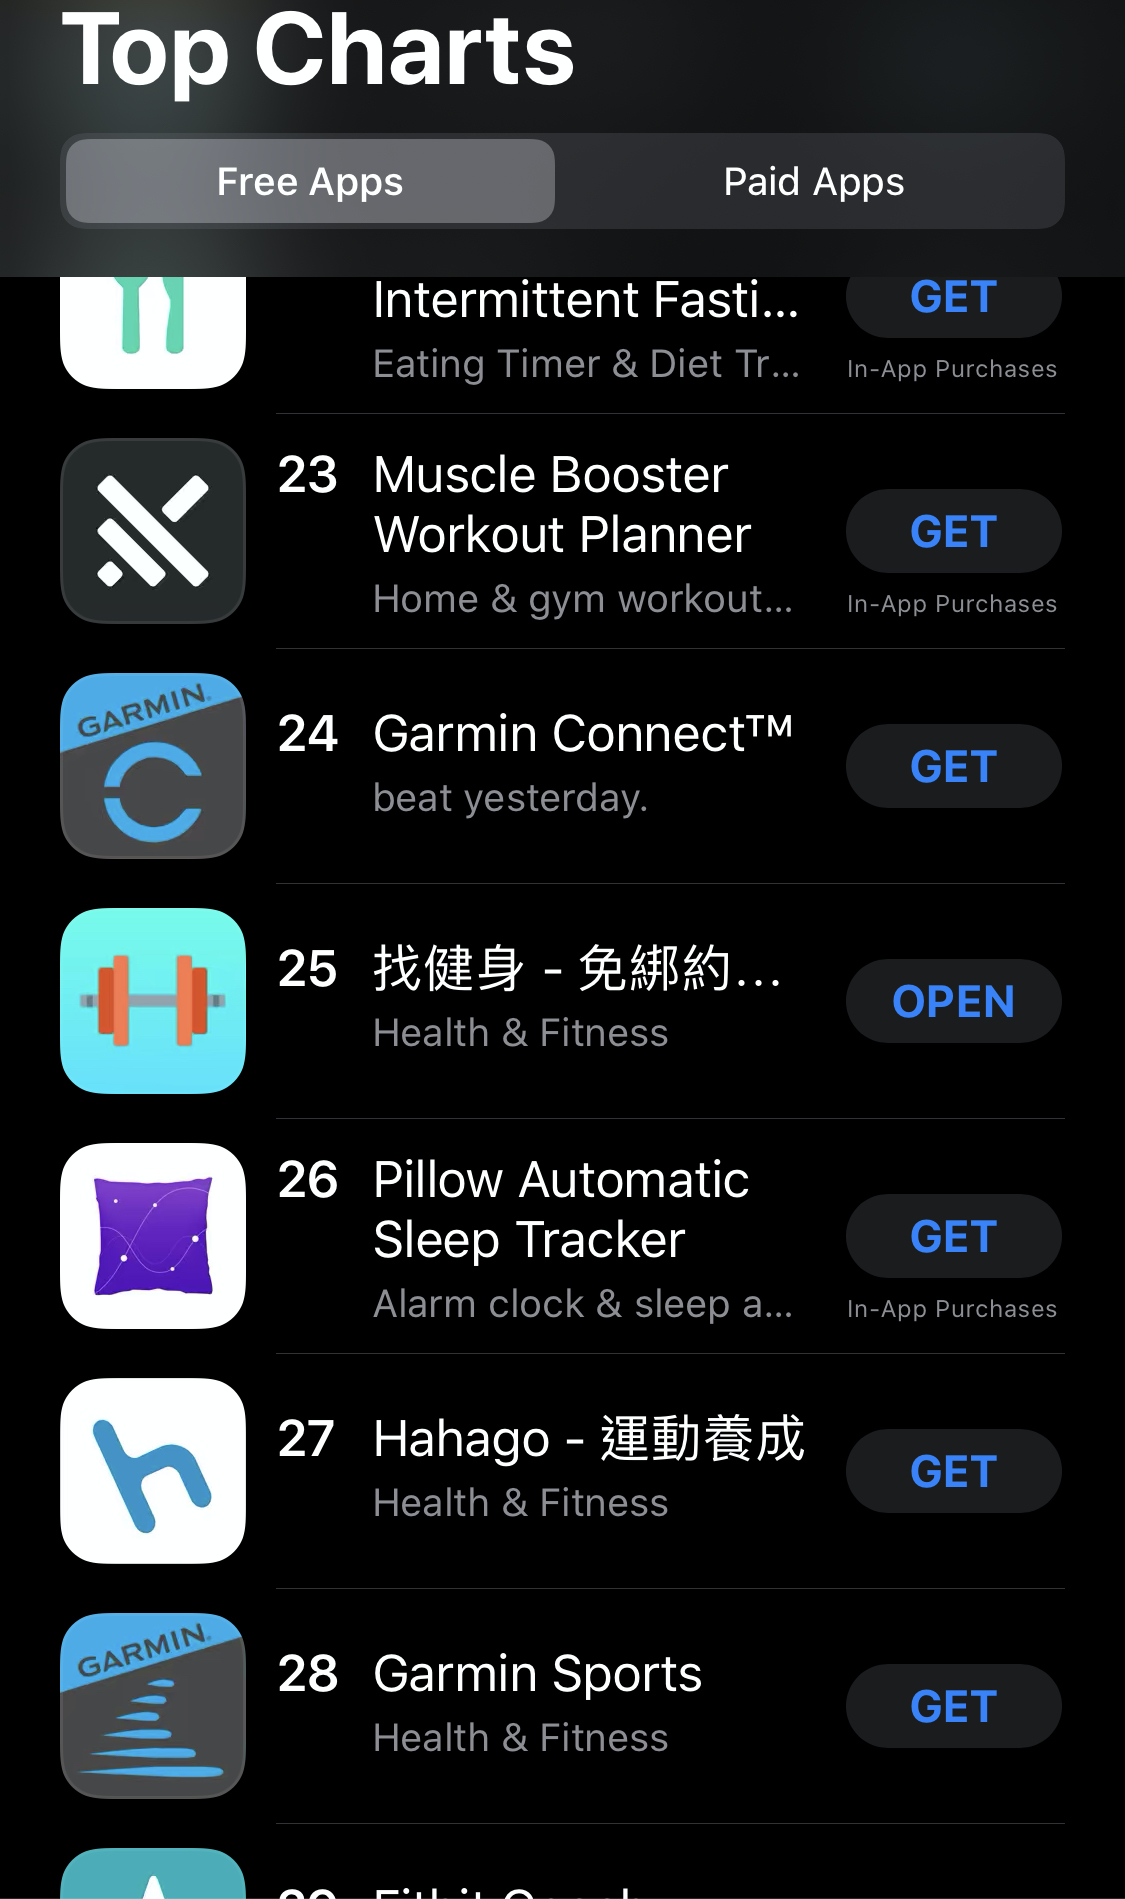 Top Charts
Free Apps
Paid Apps
Intermittent Fasti...
Eating Timer & Diet Tr...
GET
In-App Purchases
23
Muscle Booster
Workout Planner
Home & gym workout...
GET
In-App Purchases
GARMIN.
24
Garmin Connect™
beat yesterday.
GET
25
找健身 - 免綁約...
Health & Fitness
OPEN
26
Pillow Automatic
Sleep Tracker
Alarm clock & sleep a...
GET
In-App Purchases
27
Hahago - 運動養成
Health & Fitness
GET
GARMIN.
28
Garmin Sports
Health & Fitness
GET